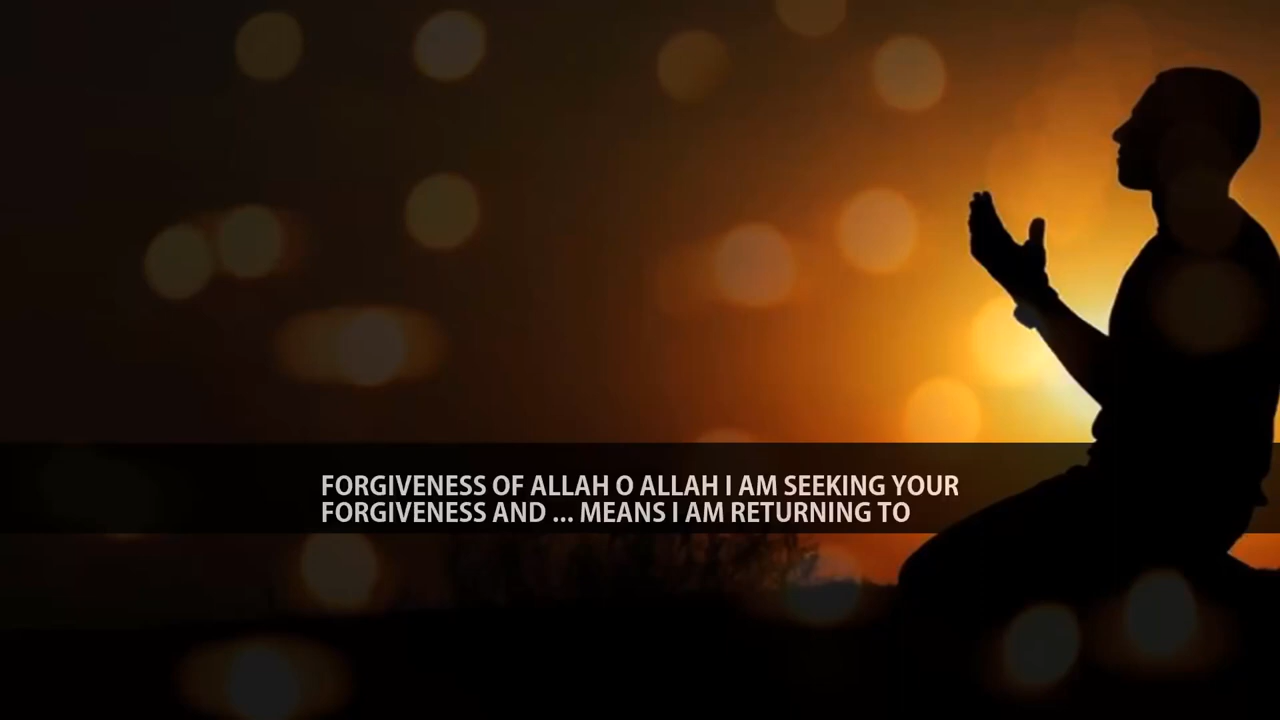 FORGIVENESS OF ALLAH O ALLAH I AM SEEKING YOUR
FORGIVENESS AND ... MEANS I AM RETURNING TO